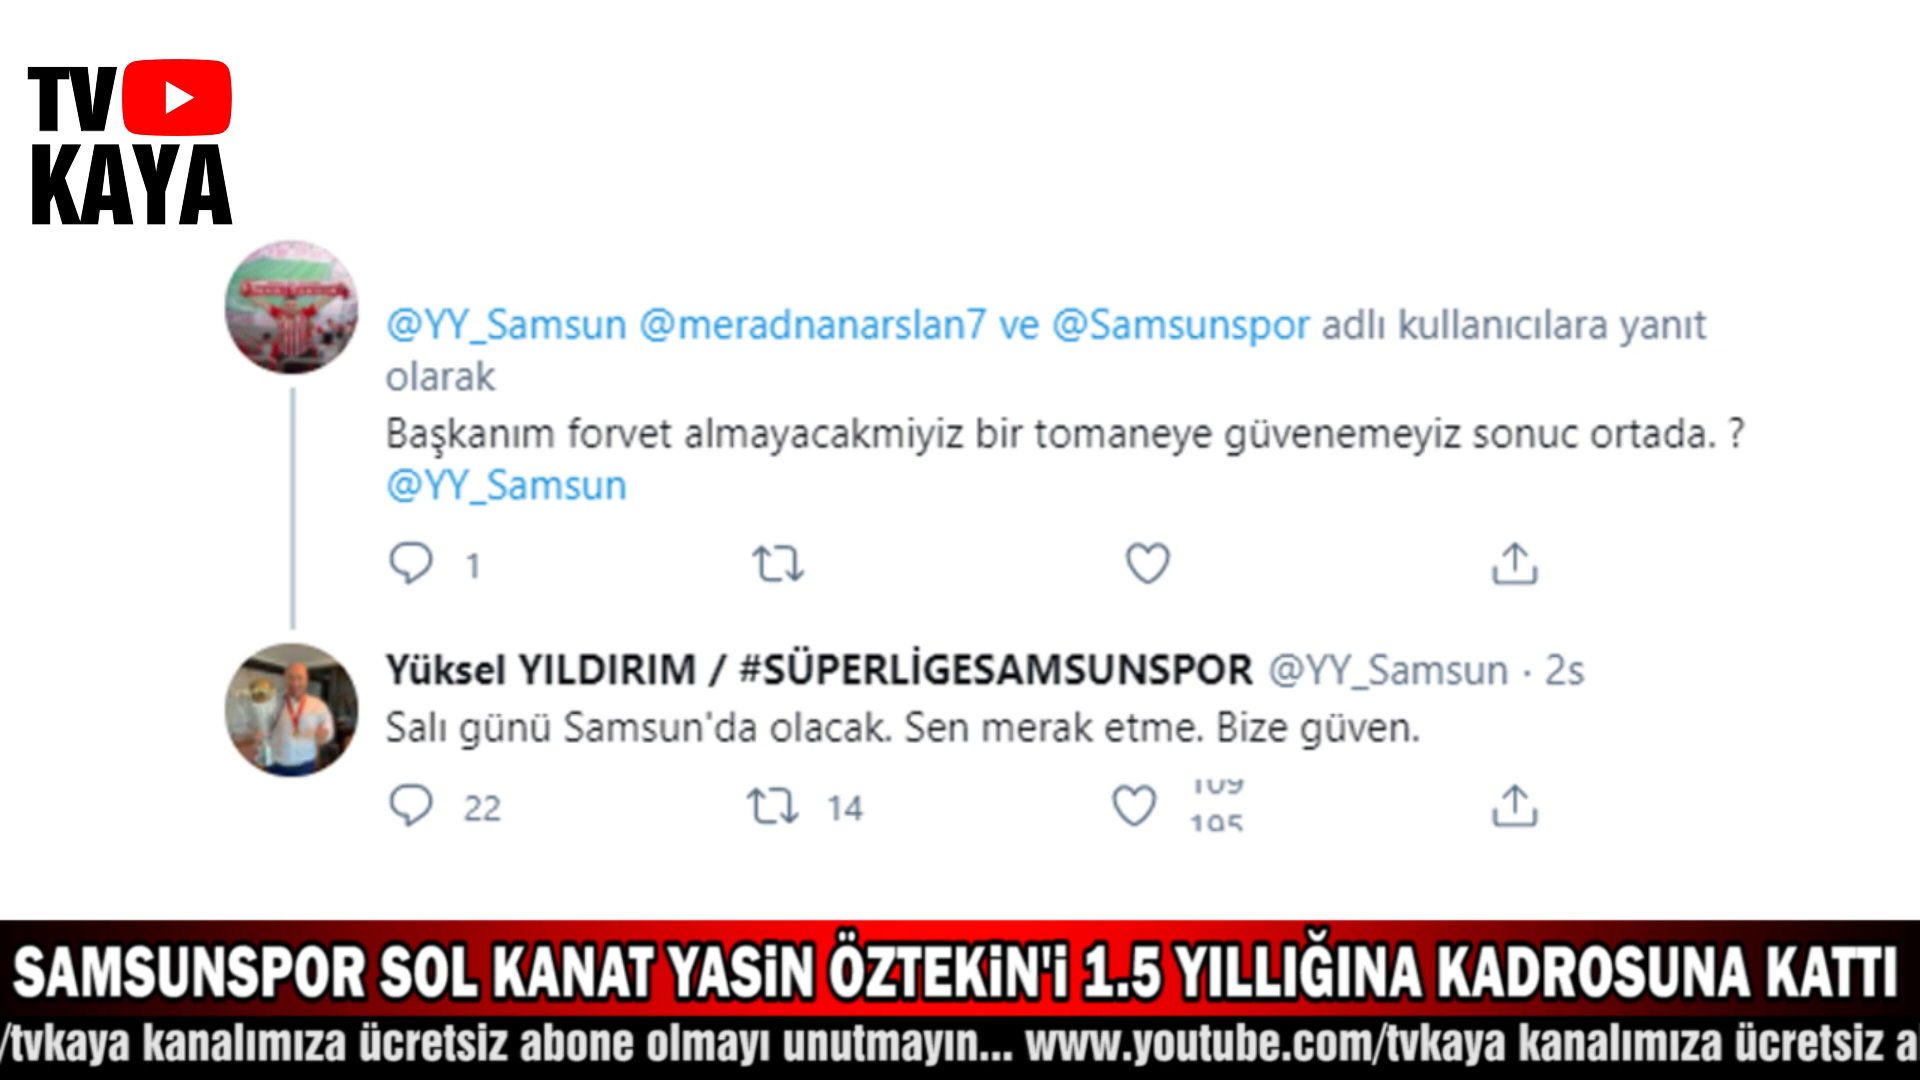 TV
KAYA
@YY_Samsun @meradnanarslan7 ve @Samsunspor adlı kullanıcılara yanıt
olarak
Başkanım forvet almayacakmiyiz bir tomaneye güvenemeyiz sonuc ortada. ?
@YY_Samsun
1
Yüksel YILDIRIM / #SÜPERLİGESAMSUNSPOR @YY_Samsun · 2s
Salı günü Samsun'da olacak. Sen merak etme. Bize güven.
22 14
SAMSUNSPOR SOL KANAT YASiN ÖZTEKiN'i 1.5 YILLIĞINA KADROSUNA KATTI
/tvkaya kanalımıza ücretsiz abone olmayı unutmayın... www.youtube.com/tvkaya kanalımıza ücretsiz a